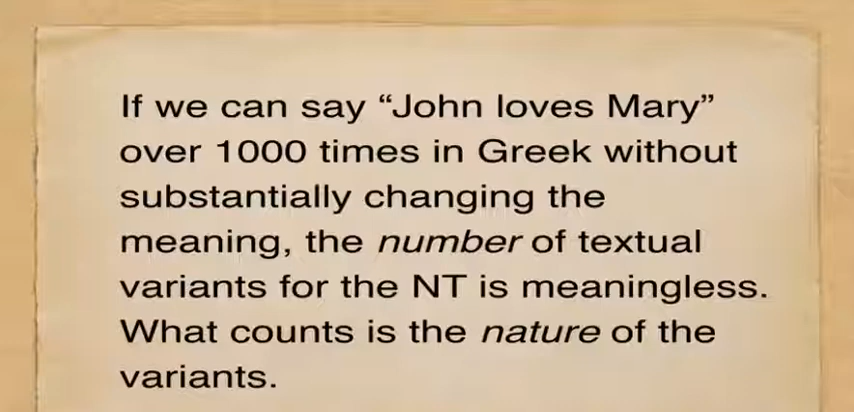 If we can say “John loves Mary”
over 1000 times in Greek without
substantially changing the
meaning, the number of textual
variants for the NT is meaningless.
What counts is the nature of the
variants.